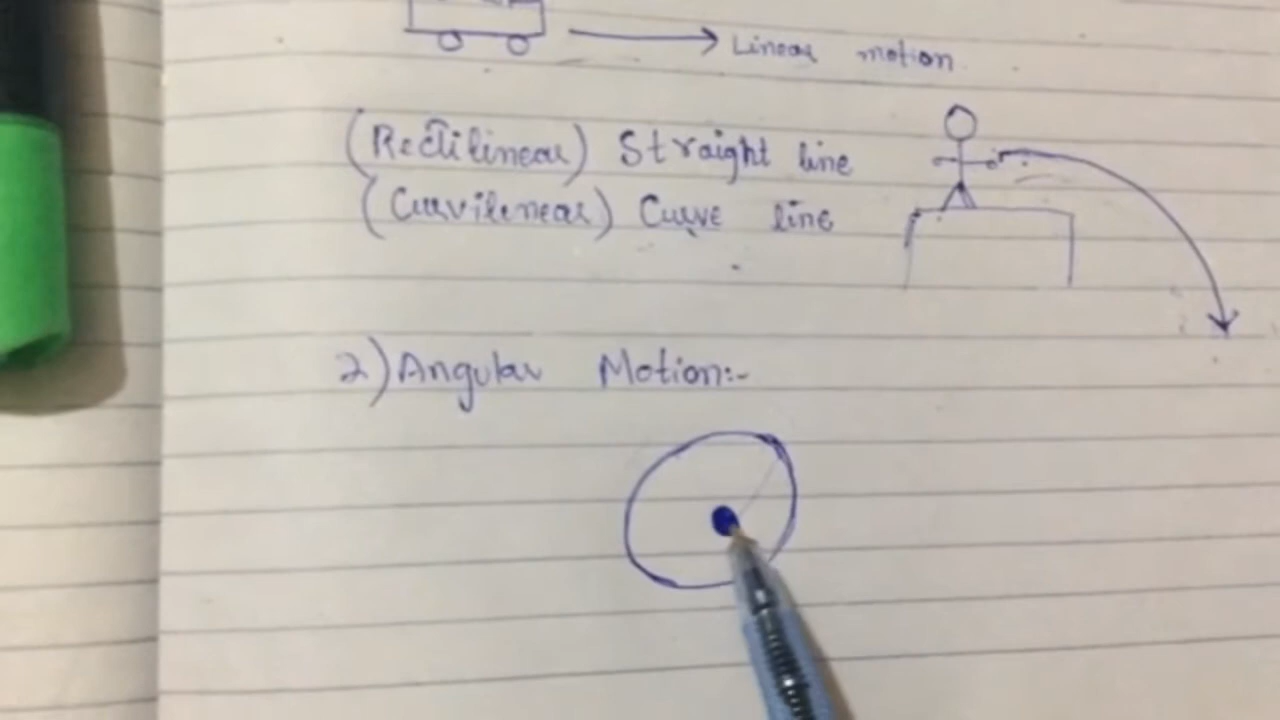 Linear motion
(Rectilinear) Straight line
(Curvilinear) Curve line
2) Angular Motion:-